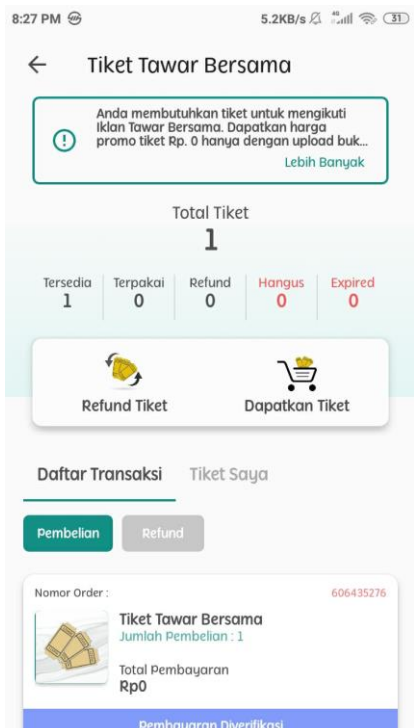 8:27 PM 5.2KB/s 4G 31
Tiket Tawar Bersama
Anda membutuhkan tiket untuk mengikuti
Iklan Tawar Bersama. Dapatkan harga
promo tiket Rp. 0 hanya dengan upload buk...
Lebih Banyak
Total Tiket
1
Tersedia Terpakai Refund Hangus Expired
1 0 0 0 0
Refund Tiket Dapatkan Tiket
Daftar Transaksi Tiket Saya
Pembelian Refund
Nomor Order : 606435276
Tiket Tawar Bersama
Jumlah Pembelian : 1
Total Pembayaran
Rp0
Pembayaran Diverifikasi